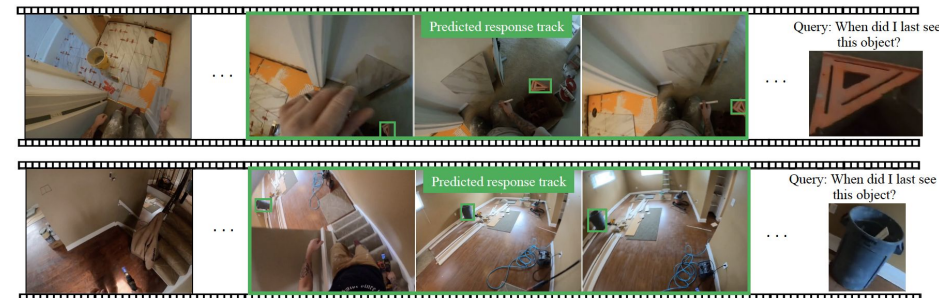 Predicted response track
Query: When did I last see
this object?
. . .
. . .
Predicted response track
Query: When did I last see
this object?
. . .
. . .